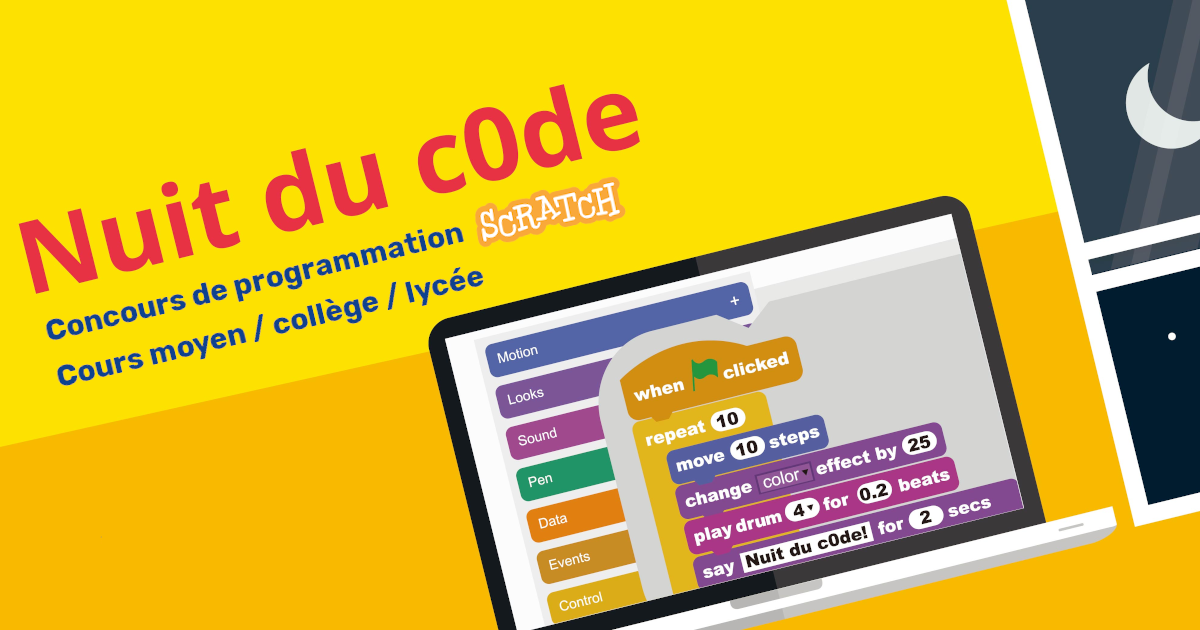 Nuit du c0de
Concours de programmation SCRATCH
Cours moyen / collège / lycée
Motion +
Looks
Sound
Pen
Data
Events
Control
when clicked
repeat 10
move 10 steps
change color effect by 25
play drum 4 for 0.2 beats
say Nuit du c0de! for 2 secs